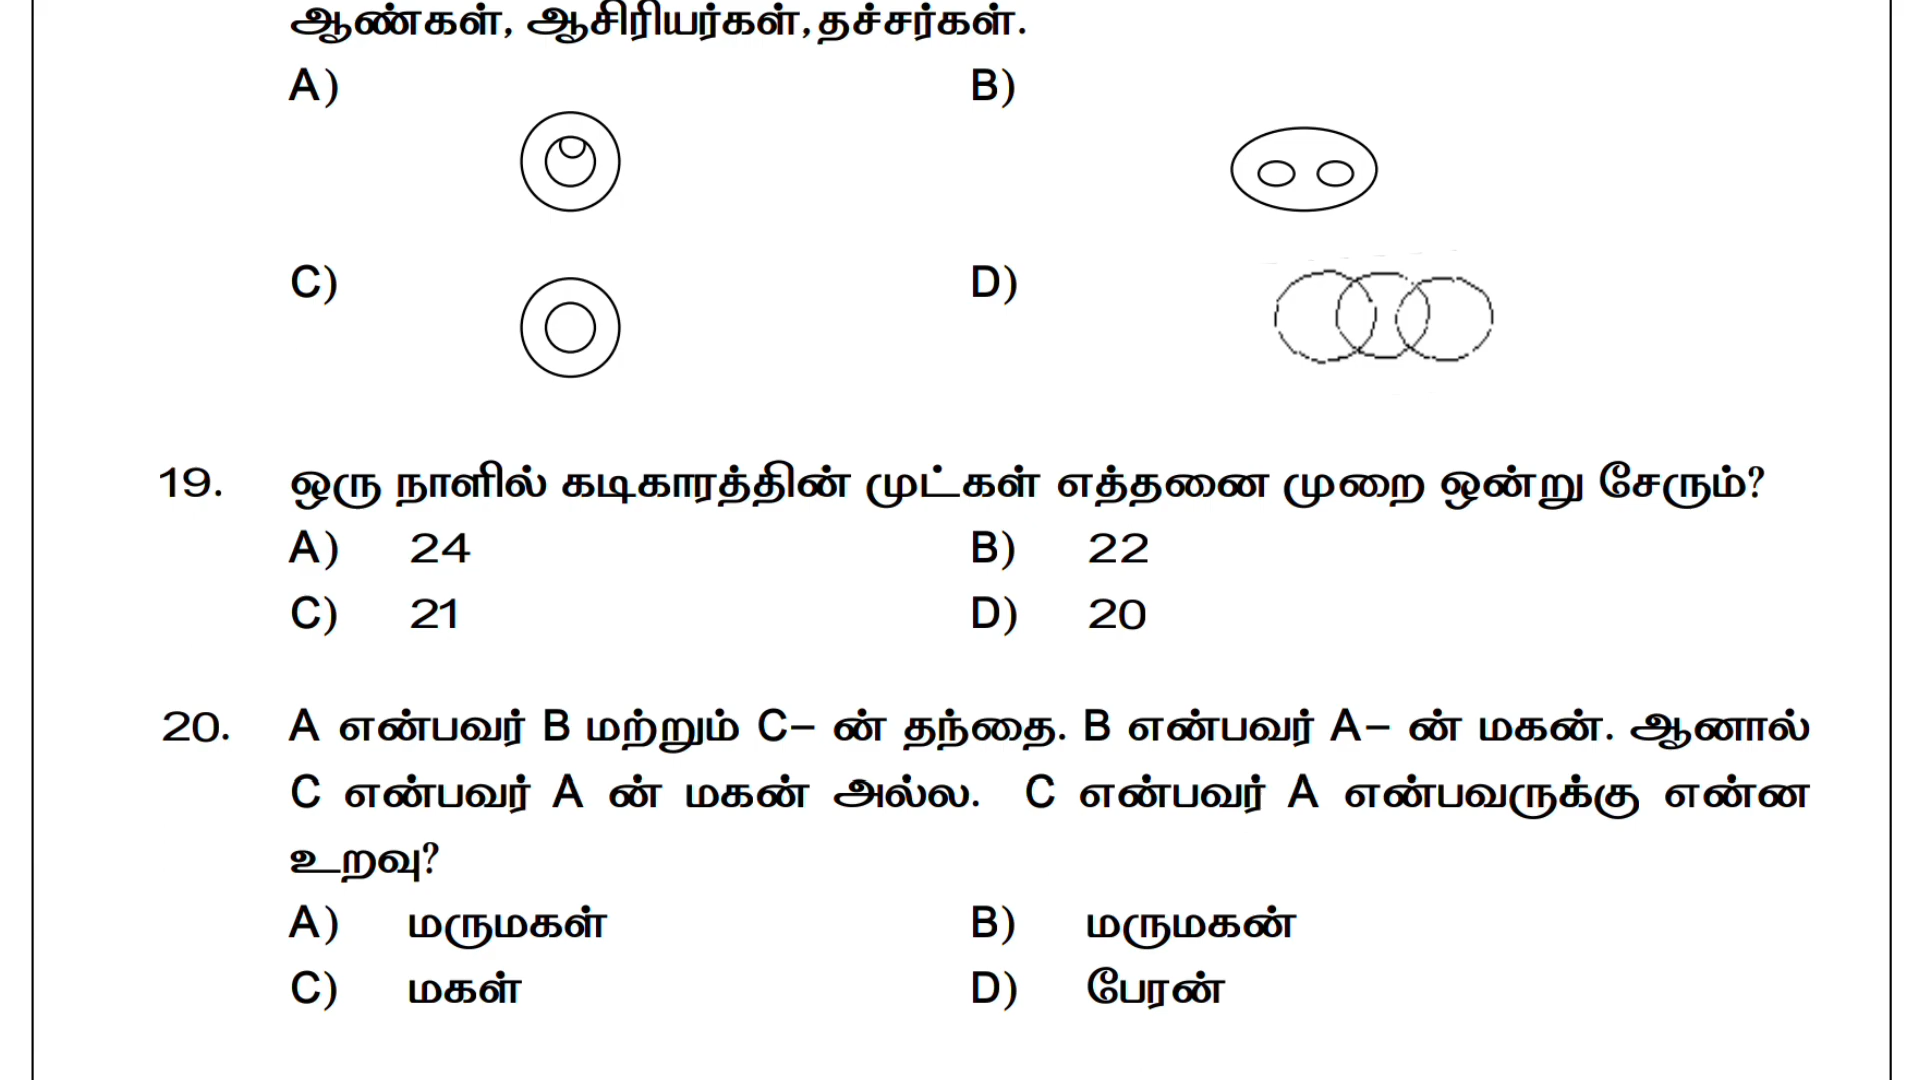 ஆண்கள், ஆசிரியர்கள், தச்சர்கள்.
A) B)
C) D)
19. ஒரு நாளில் கடிகாரத்தின் முட்கள் எத்தனை முறை ஒன்று சேரும்?
A) 24 B) 22
C) 21 D) 20
20. A என்பவர் B மற்றும் C– ன் தந்தை. B என்பவர் A– ன் மகன். ஆனால்
C என்பவர் A ன் மகன் அல்ல. C என்பவர் A என்பவருக்கு என்ன
உறவு?
A) மருமகள் B) மருமகன்
C) மகள் D) பேரன்